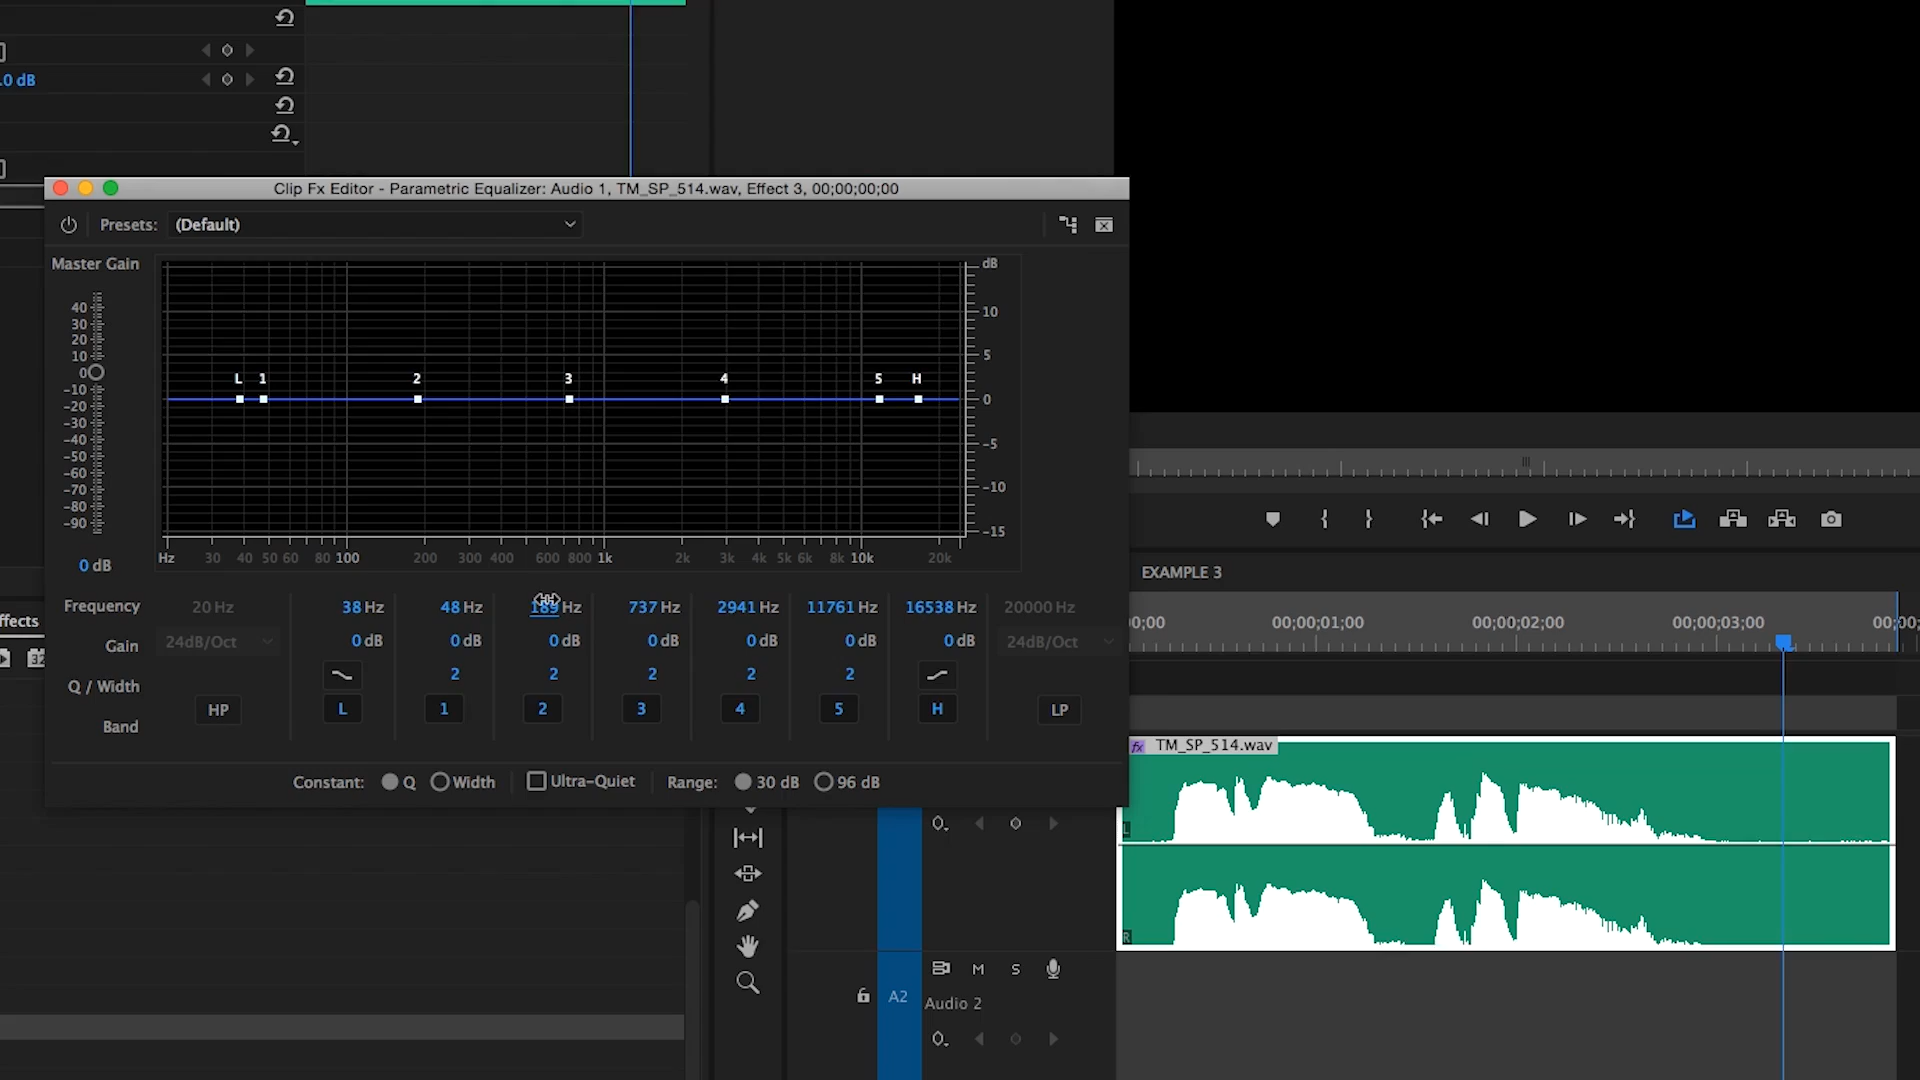 .0 dB
Clip Fx Editor - Parametric Equalizer: Audio 1, TM_SP_514.wav, Effect 3, 00;00;00;00
Presets: (Default)
Master Gain
40
30
20
10
0
-10
-20
-30
-40
-50
-60
-70
-80
-90
0 dB
L 1 2 3 4 5 H
dB
10
5
0
-5
-10
-15
Hz 30 40 50 60 80 100 200 300 400 600 800 1k 2k 3k 4k 5k 6k 8k 10k 20k
Frequency 20 Hz 38 Hz 48 Hz 189 Hz 737 Hz 2941 Hz 11761 Hz 16538 Hz 20000 Hz
Gain 24dB/Oct 0 dB 0 dB 0 dB 0 dB 0 dB 0 dB 0 dB 24dB/Oct
Q / Width 2 2 2 2 2
Band HP L 1 2 3 4 5 H LP
Constant: Q Width Ultra-Quiet Range: 30 dB 96 dB
ffects
32
EXAMPLE 3
0;00 00;00;01;00 00;00;02;00 00;00;03;00 00;00;
fx TM_SP_514.wav
L
R
M S
A2 Audio 2